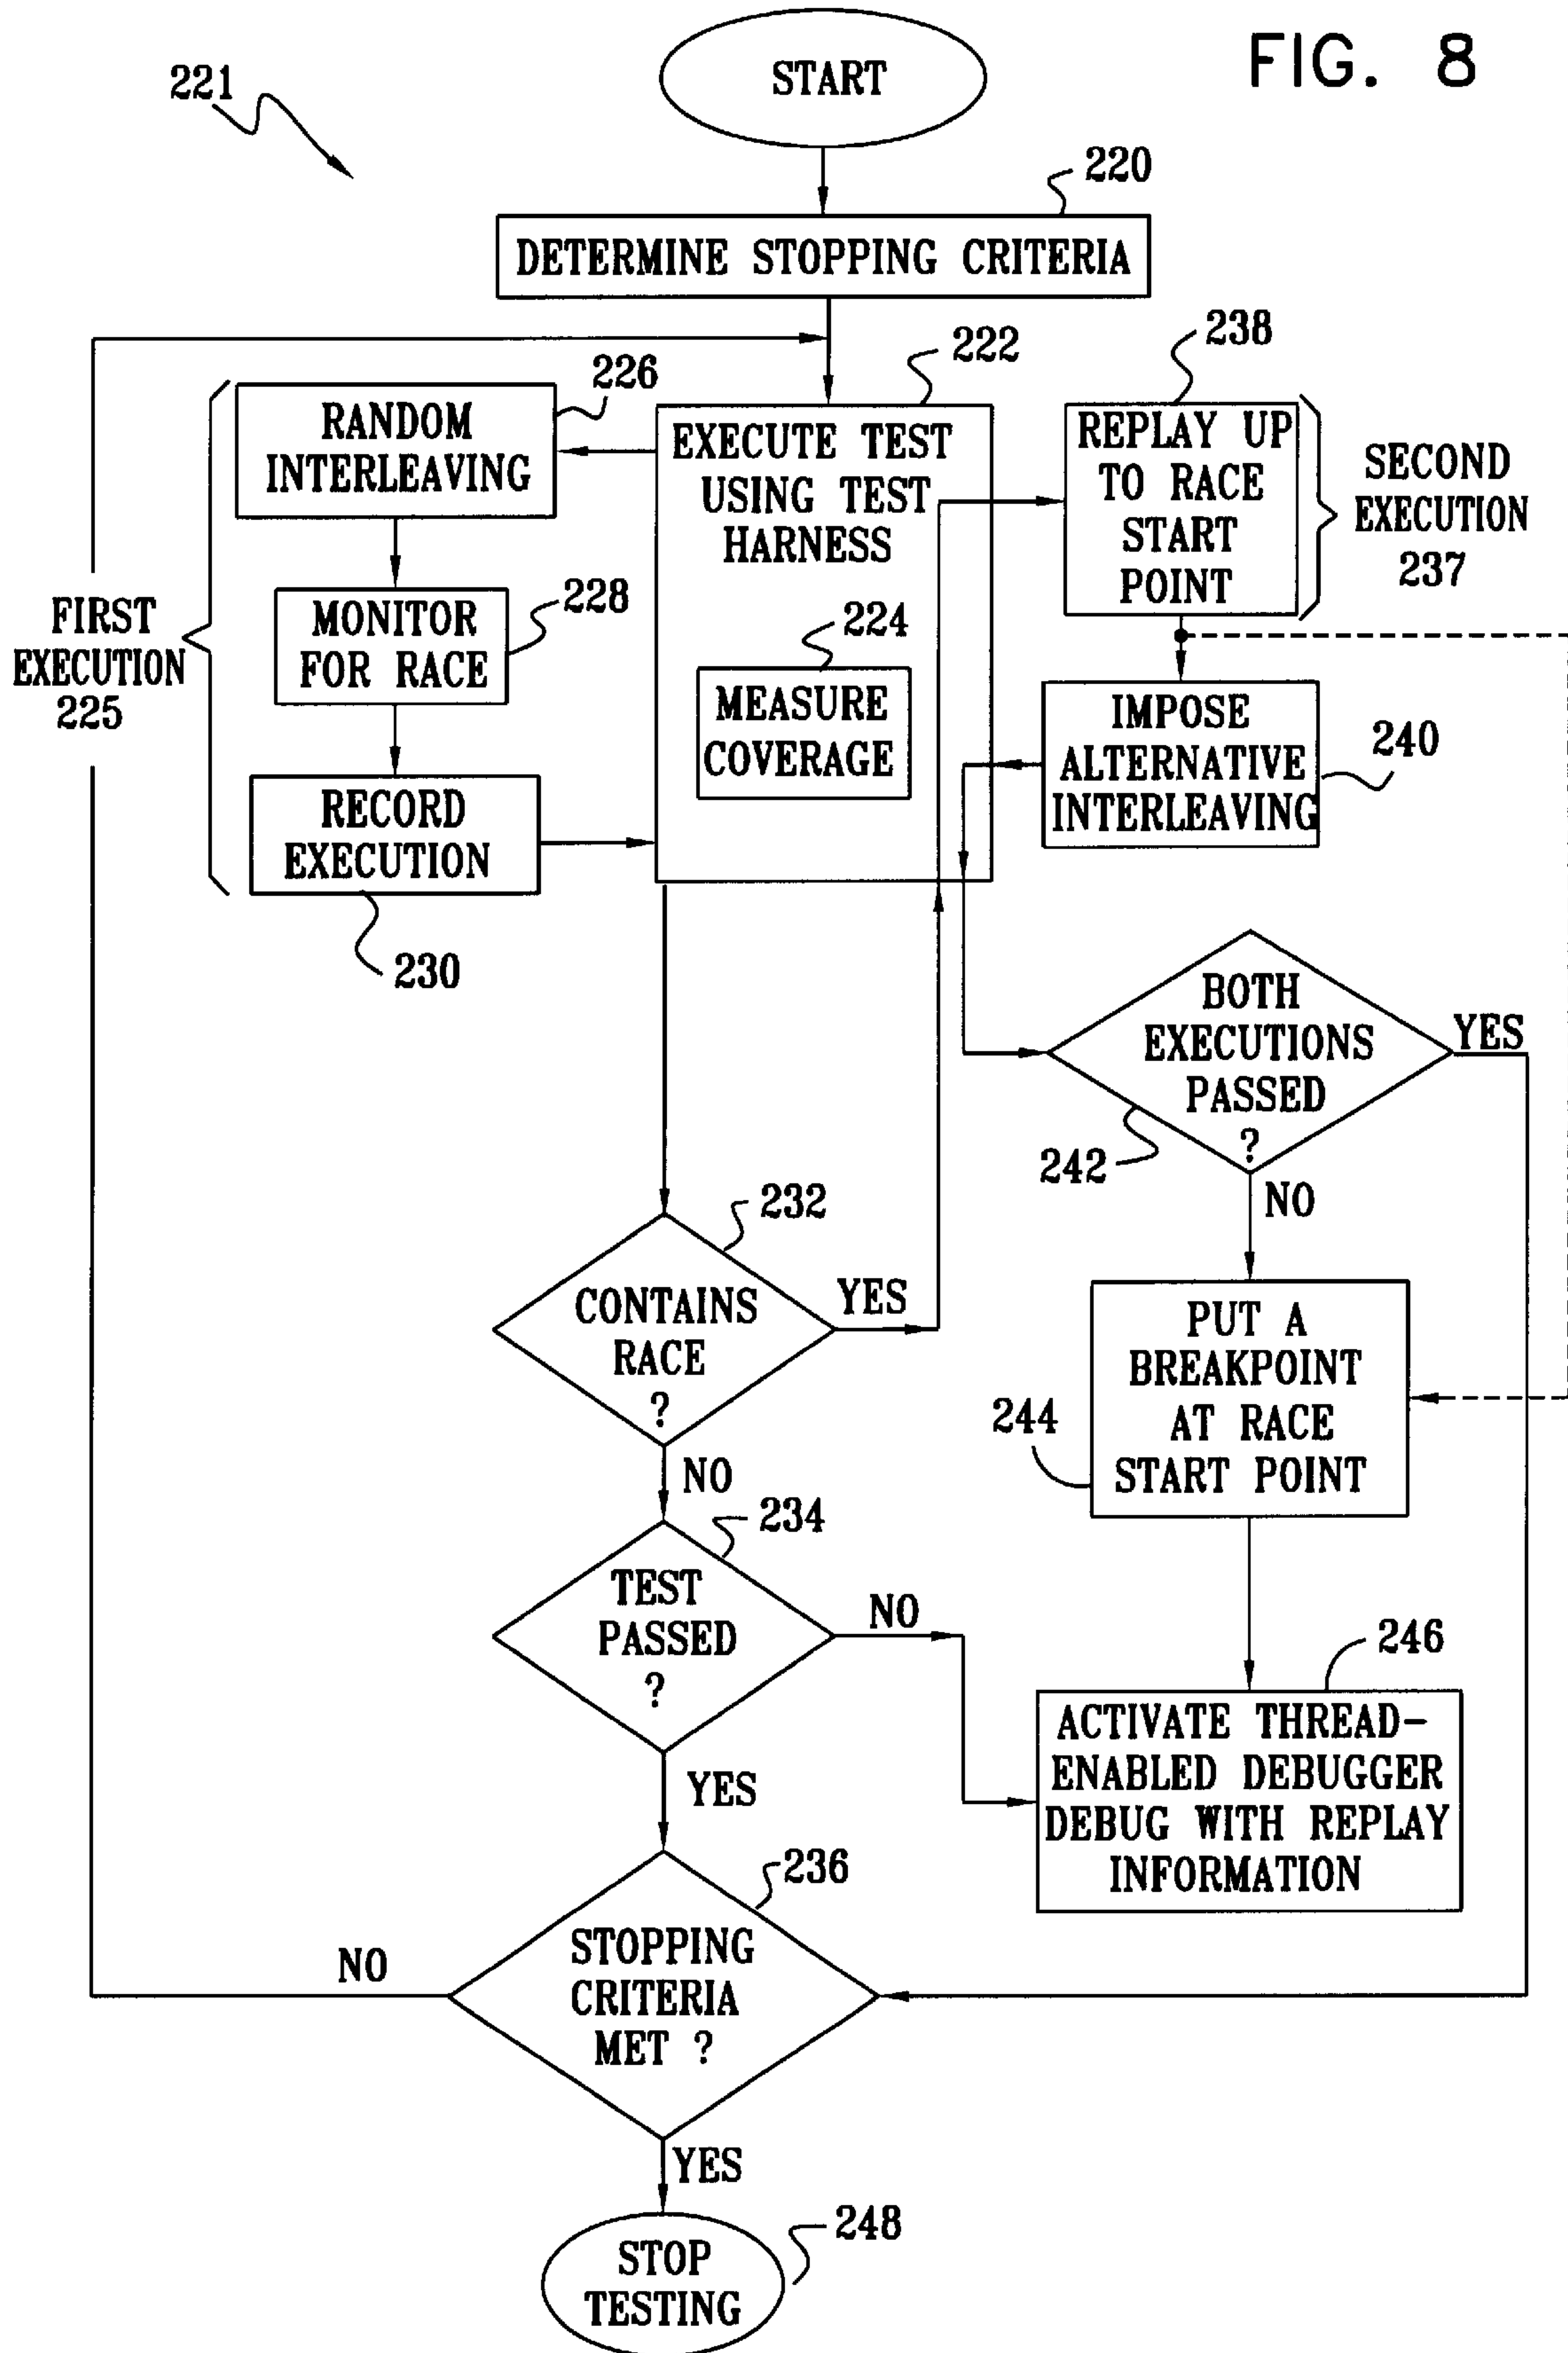 FIG. 8
221
START
220
DETERMINE STOPPING CRITERIA
222
238
226
RANDOM
INTERLEAVING
EXECUTE TEST
USING TEST
HARNESS
REPLAY UP
TO RACE
START
POINT
SECOND
EXECUTION
237
FIRST
EXECUTION
225
228
MONITOR
FOR RACE
224
MEASURE
COVERAGE
IMPOSE
ALTERNATIVE
INTERLEAVING
240
RECORD
EXECUTION
230
BOTH
EXECUTIONS
PASSED
?
YES
242
NO
232
CONTAINS
RACE
?
YES
NO
PUT A
BREAKPOINT
AT RACE
START POINT
244
234
TEST
PASSED
?
NO
YES
246
ACTIVATE THREAD-
ENABLED DEBUGGER
DEBUG WITH REPLAY
INFORMATION
236
STOPPING
CRITERIA
MET ?
NO
YES
248
STOP
TESTING